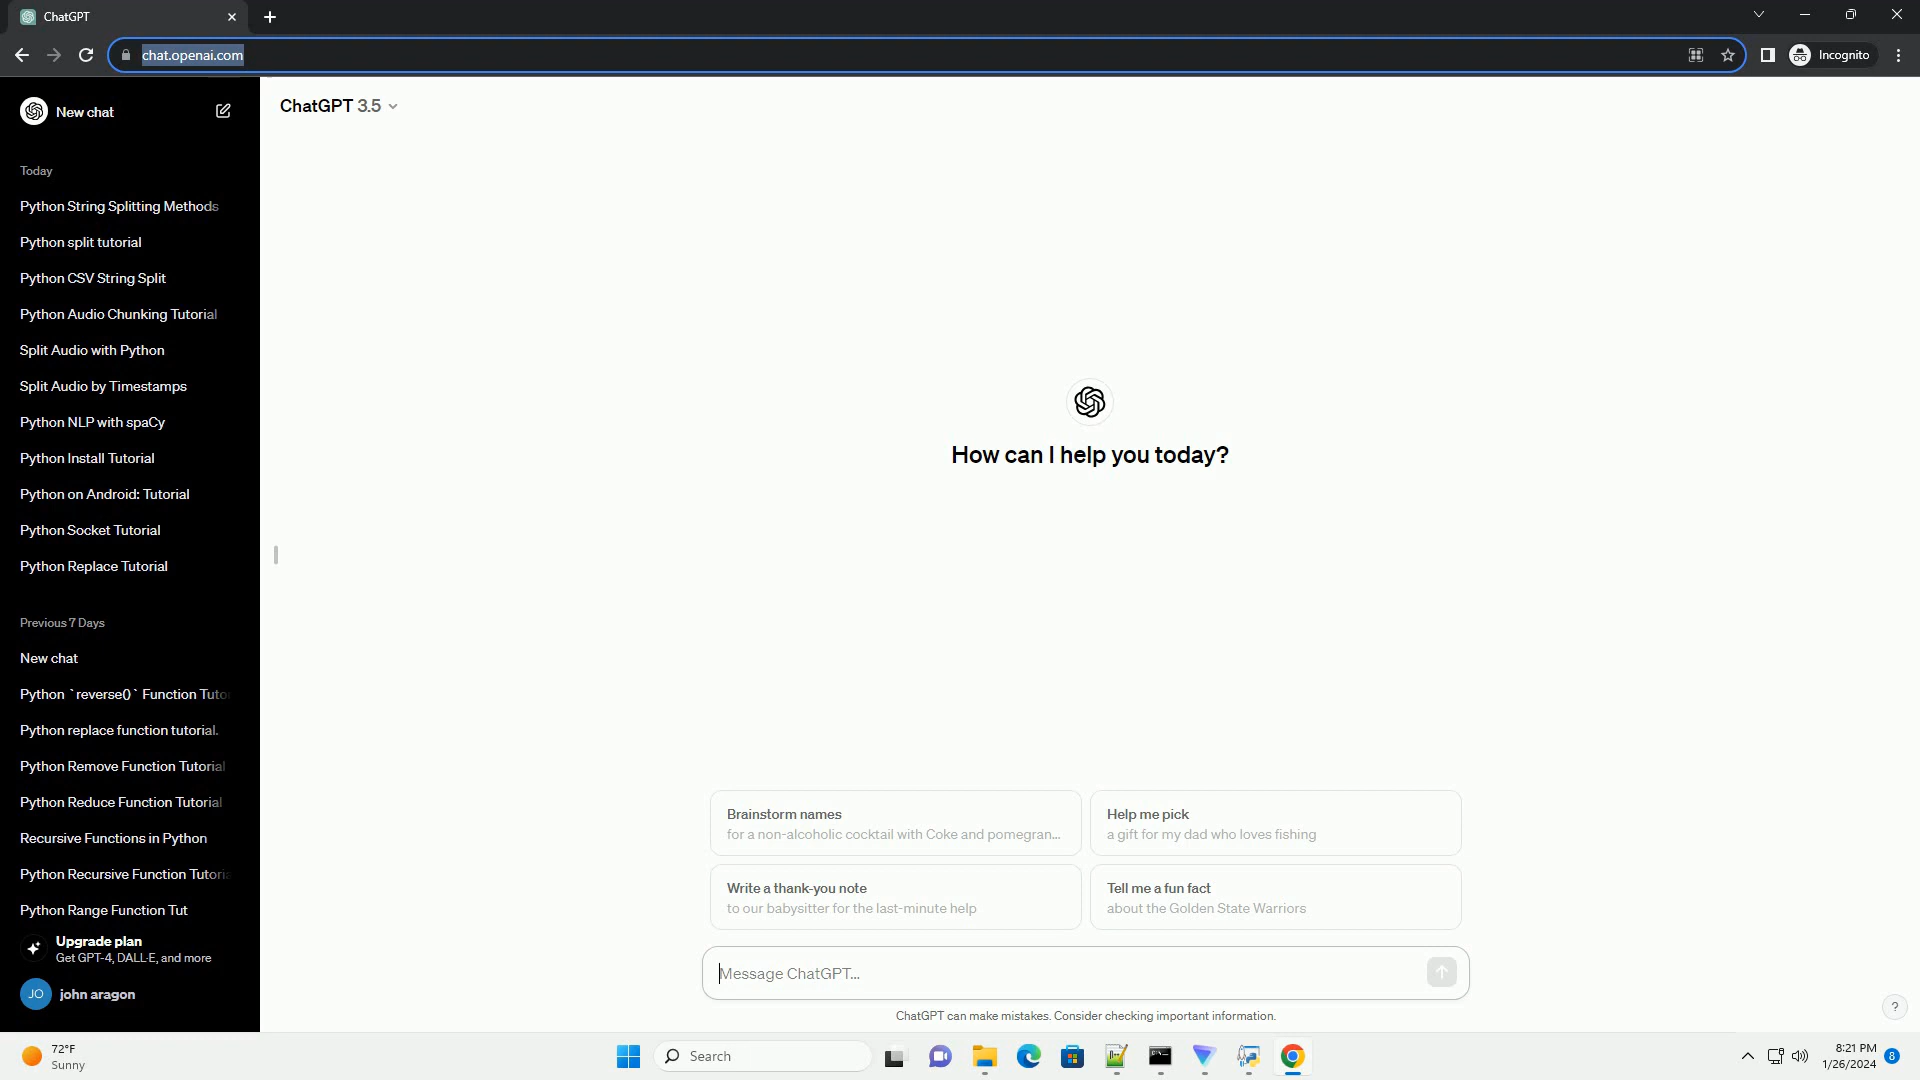 ChatGPT
chat.openai.com
Incognito
New chat
ChatGPT 3.5
Today
Python String Splitting Methods
Python split tutorial
Python CSV String Split
Python Audio Chunking Tutorial
Split Audio with Python
Split Audio by Timestamps
Python NLP with spaCy
Python Install Tutorial
Python on Android: Tutorial
Python Socket Tutorial
Python Replace Tutorial
Previous 7 Days
New chat
Python `reverse()` Function Tuto
Python replace function tutorial.
Python Remove Function Tutorial
Python Reduce Function Tutorial
Recursive Functions in Python
Python Recursive Function Tutoria
Python Range Function Tut
Upgrade plan
Get GPT-4, DALL·E, and more
JO john aragon
How can I help you today?
Brainstorm names
for a non-alcoholic cocktail with Coke and pomegran...
Help me pick
a gift for my dad who loves fishing
Write a thank-you note
to our babysitter for the last-minute help
Tell me a fun fact
about the Golden State Warriors
Message ChatGPT...
ChatGPT can make mistakes. Consider checking important information.
?
72°F
Sunny
Search
8:21 PM
1/26/2024
8